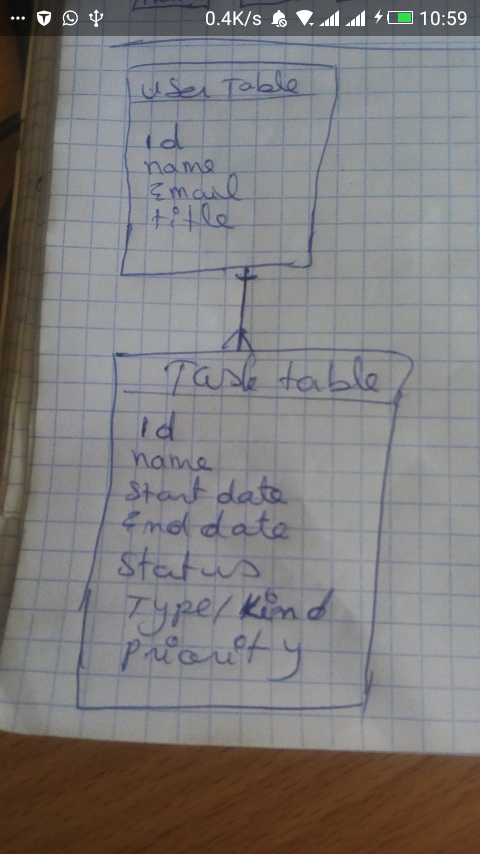 0.4K/s 10:59
User Table
id
name
Email
title
Task table
id
name
Start date
End date
Status
Type/Kind
Priority